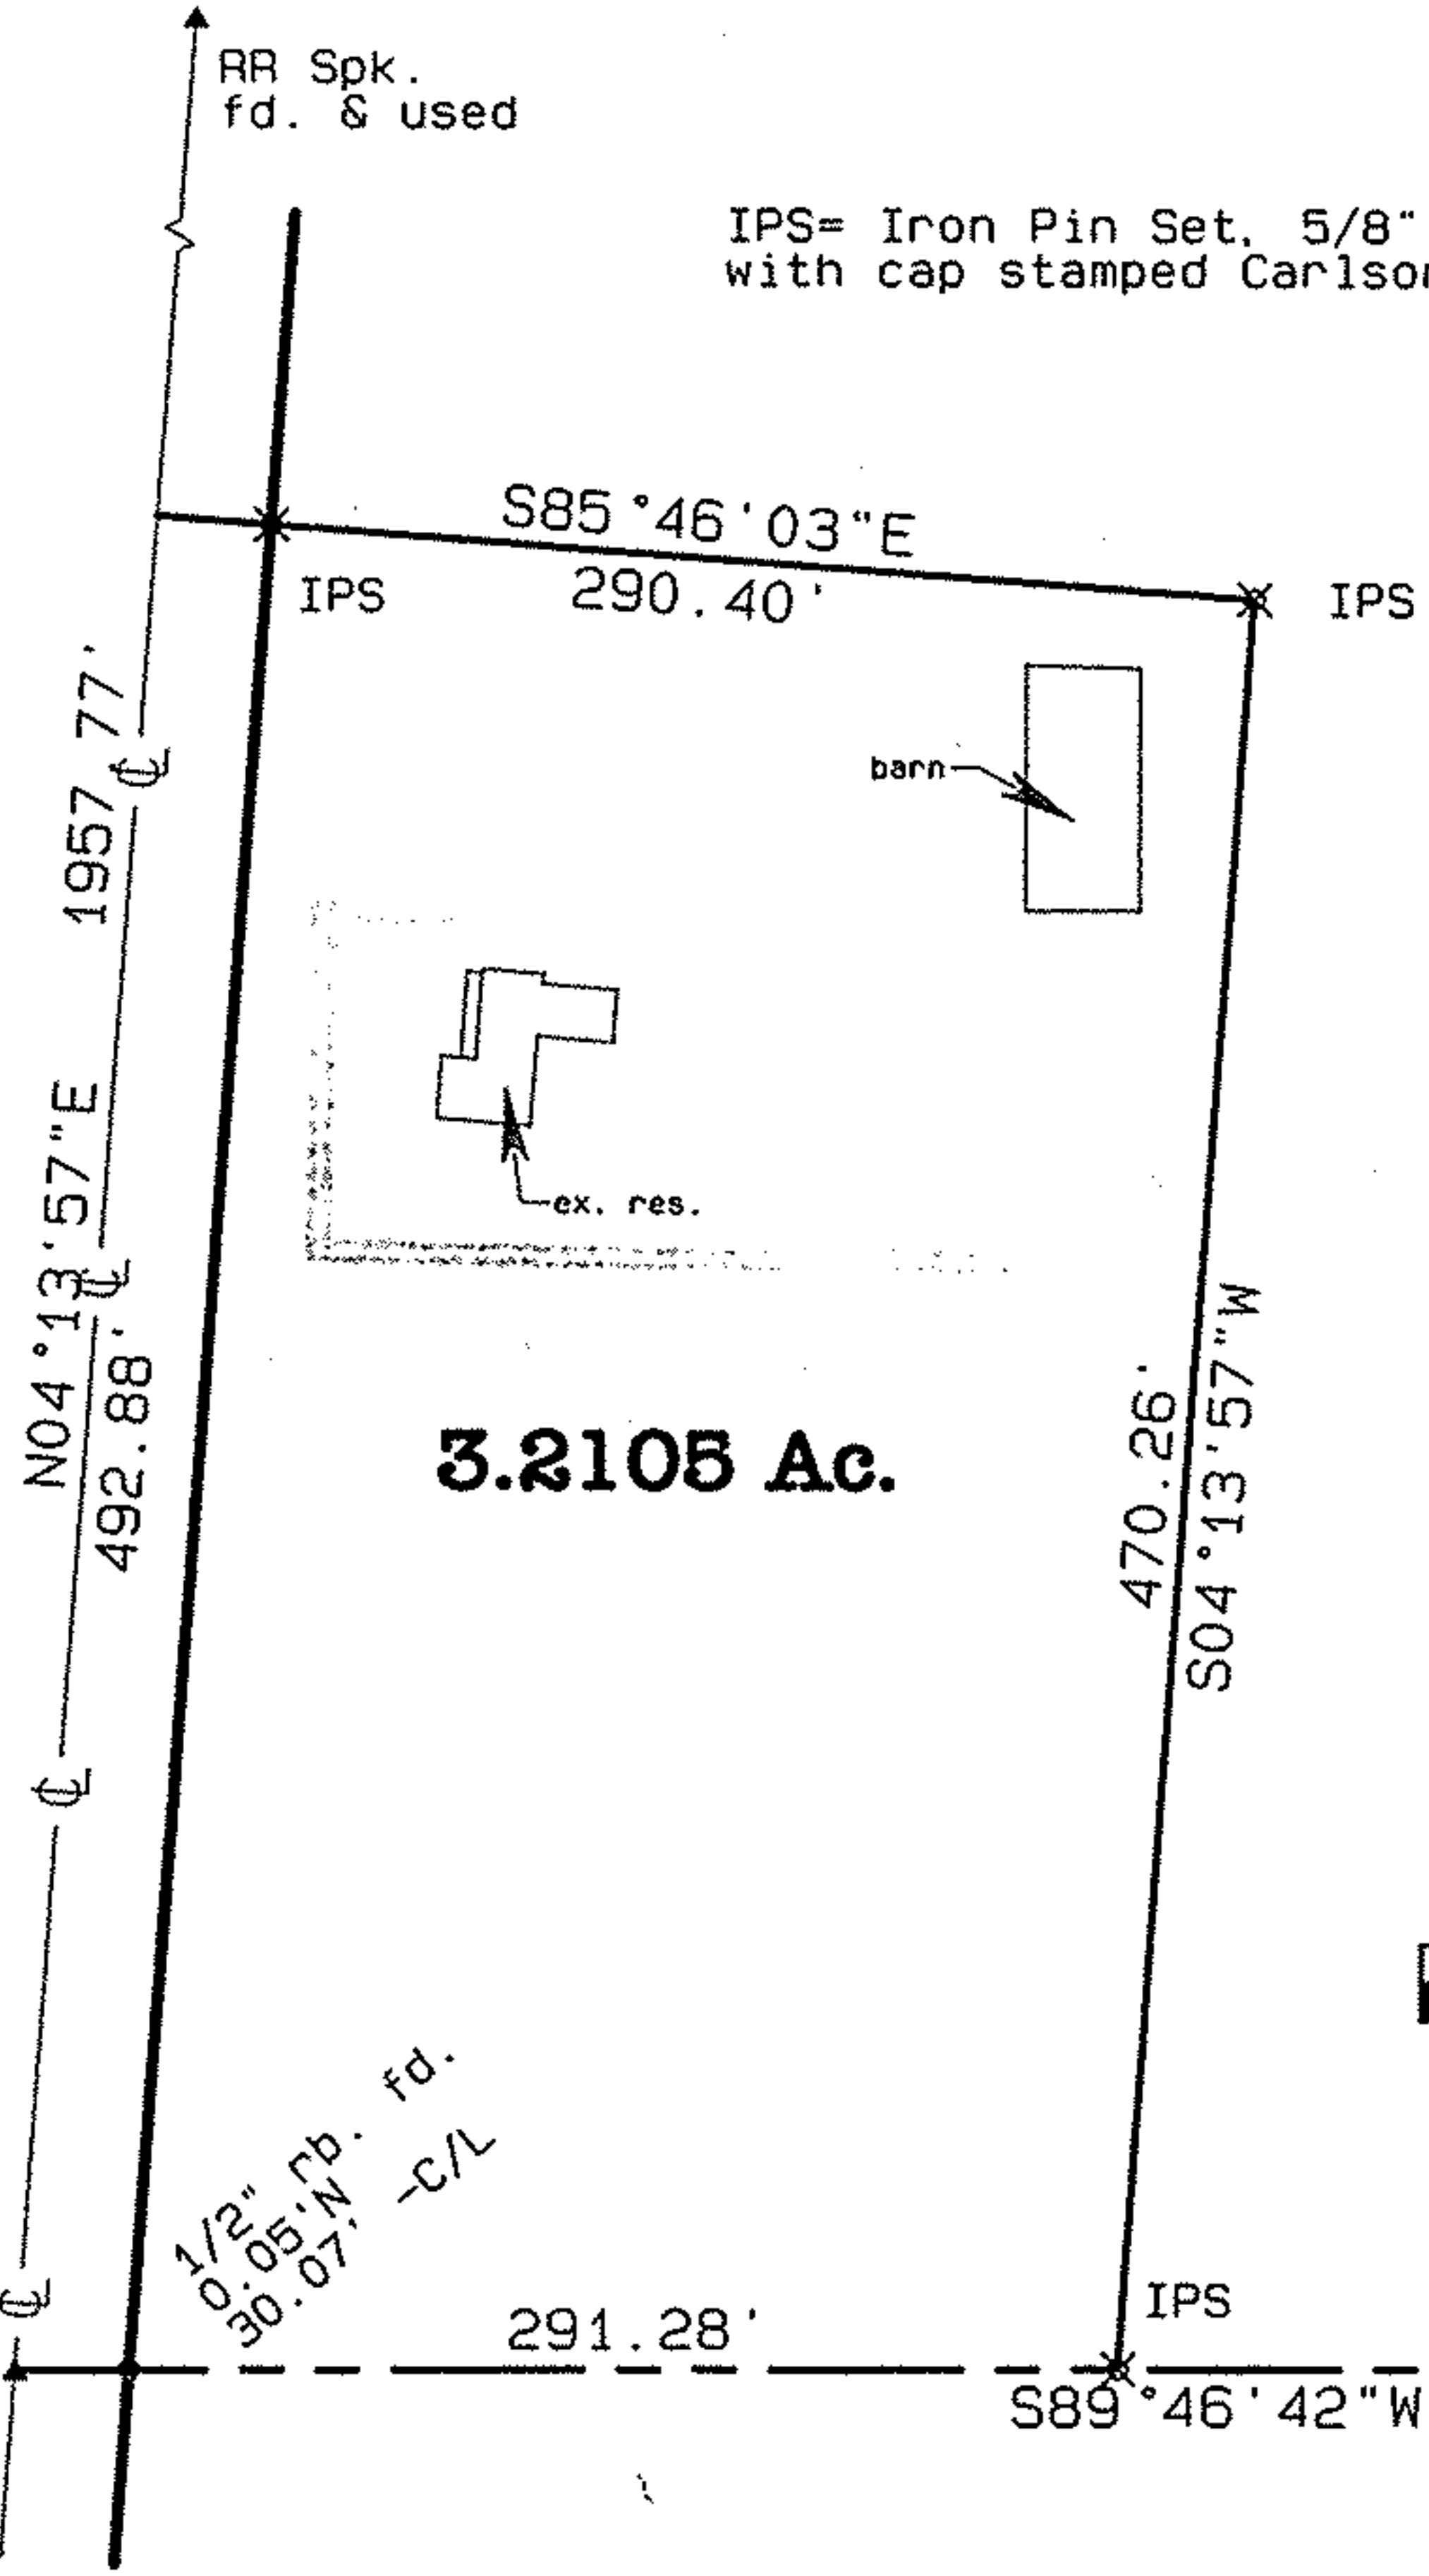 RR Spk.
fd. & used
IPS= Iron Pin Set, 5/8"
with cap stamped
S85°46'03"E
290.40'
IPS
IPS
1957.77'
barn
N04°13'57"E
492.88'
ex. res.
3.2105 Ac.
470.26'
S04°13'57"W
1/2" rb. fd.
0.05'N
30.07' -C/L
291.28'
IPS
S89°46'42"W